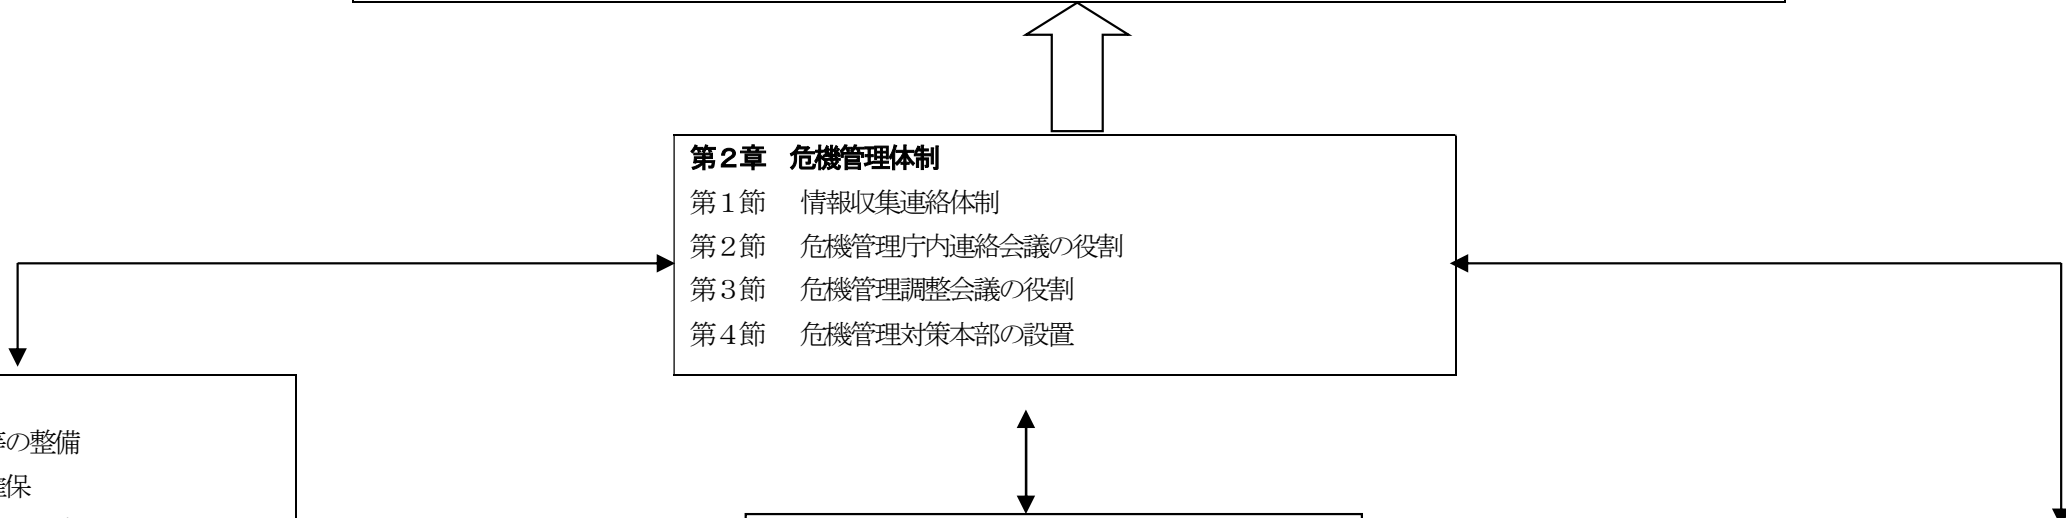 第２章　危機管理体制
第１節　情報収集連絡体制
第２節　危機管理庁内連絡会議の役割
第３節　危機管理調整会議の役割
第４節　危機管理対策本部の設置
の整備
保